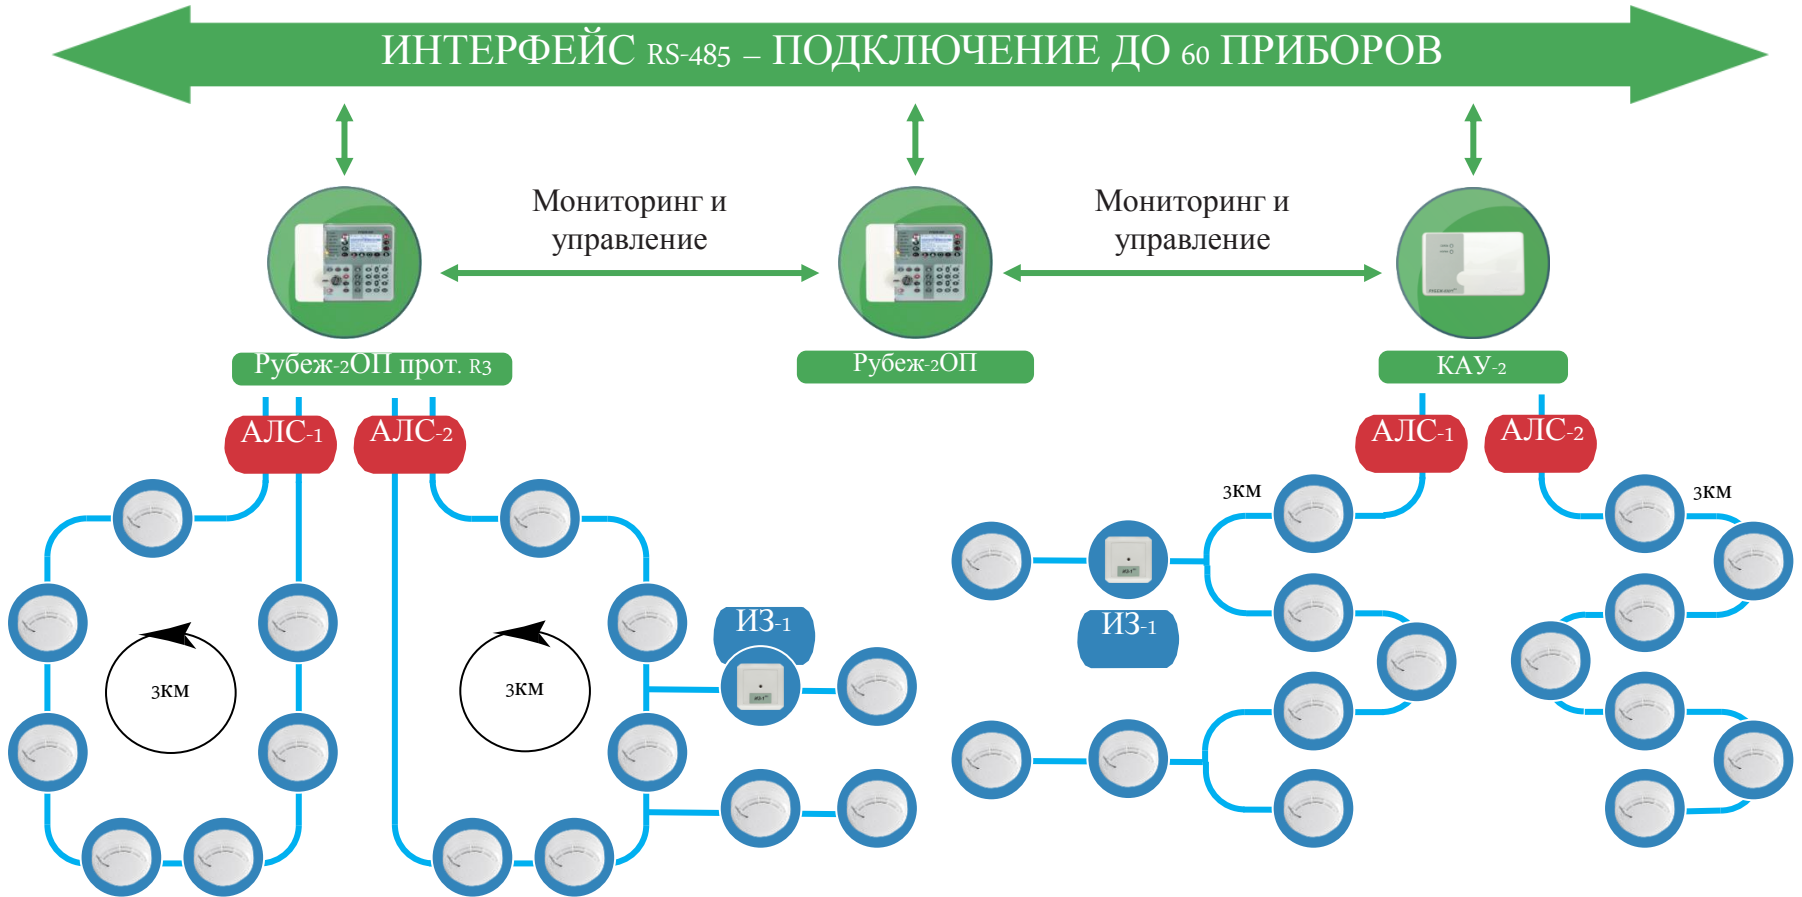 ИНТЕРФЕЙС RS-485 – ПОДКЛЮЧЕНИЕ ДО 60 ПРИБОРОВ
Мониторинг и
управление
Мониторинг и
управление
Рубеж-2ОП прот. R3
Рубеж-2ОП
КАУ-2
АЛС-1
АЛС-2
АЛС-1
АЛС-2
3км
3км
ИЗ-1
ИЗ-1
3км
3км